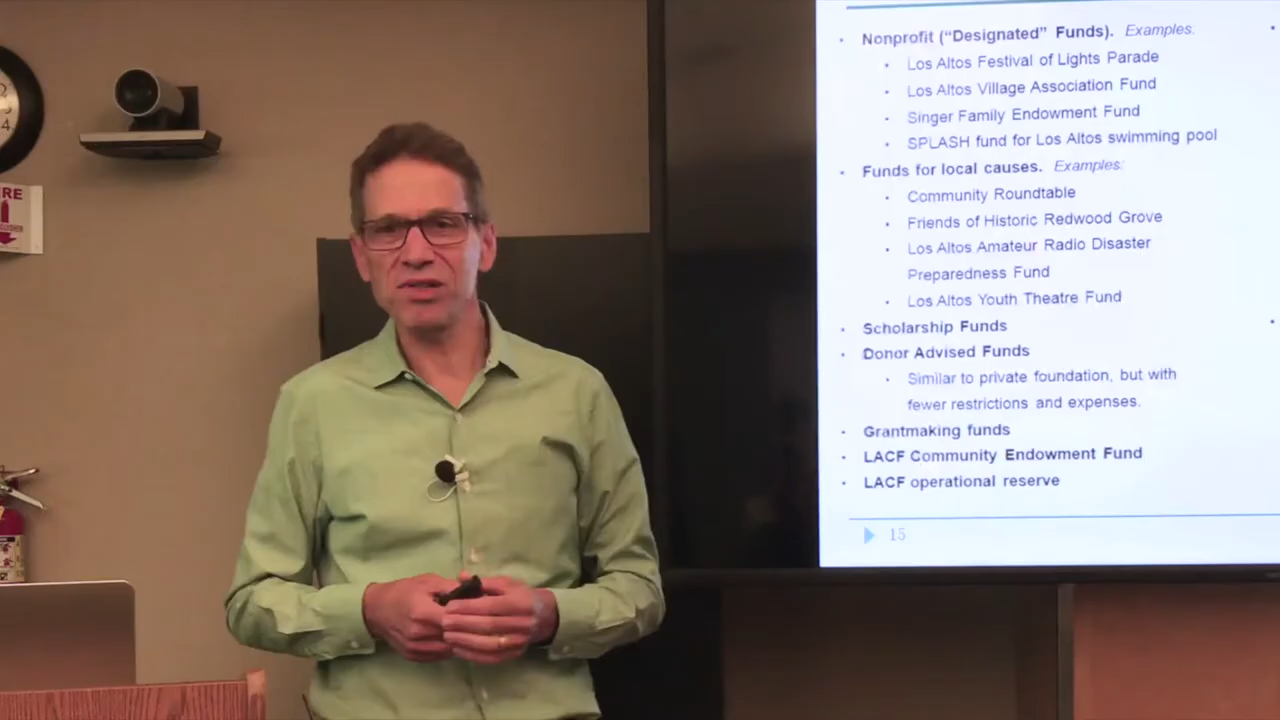 4
RE
Nonprofit (“Designated” Funds). Examples:
Los Altos Festival of Lights Parade
Los Altos Village Association Fund
Singer Family Endowment Fund
SPLASH fund for Los Altos swimming pool
Funds for local causes. Examples:
Community Roundtable
Friends of Historic Redwood Grove
Los Altos Amateur Radio Disaster
Preparedness Fund
Los Altos Youth Theatre Fund
Scholarship Funds
Donor Advised Funds
Similar to private foundation, but with
fewer restrictions and expenses.
Grantmaking funds
LACF Community Endowment Fund
LACF operational reserve
15